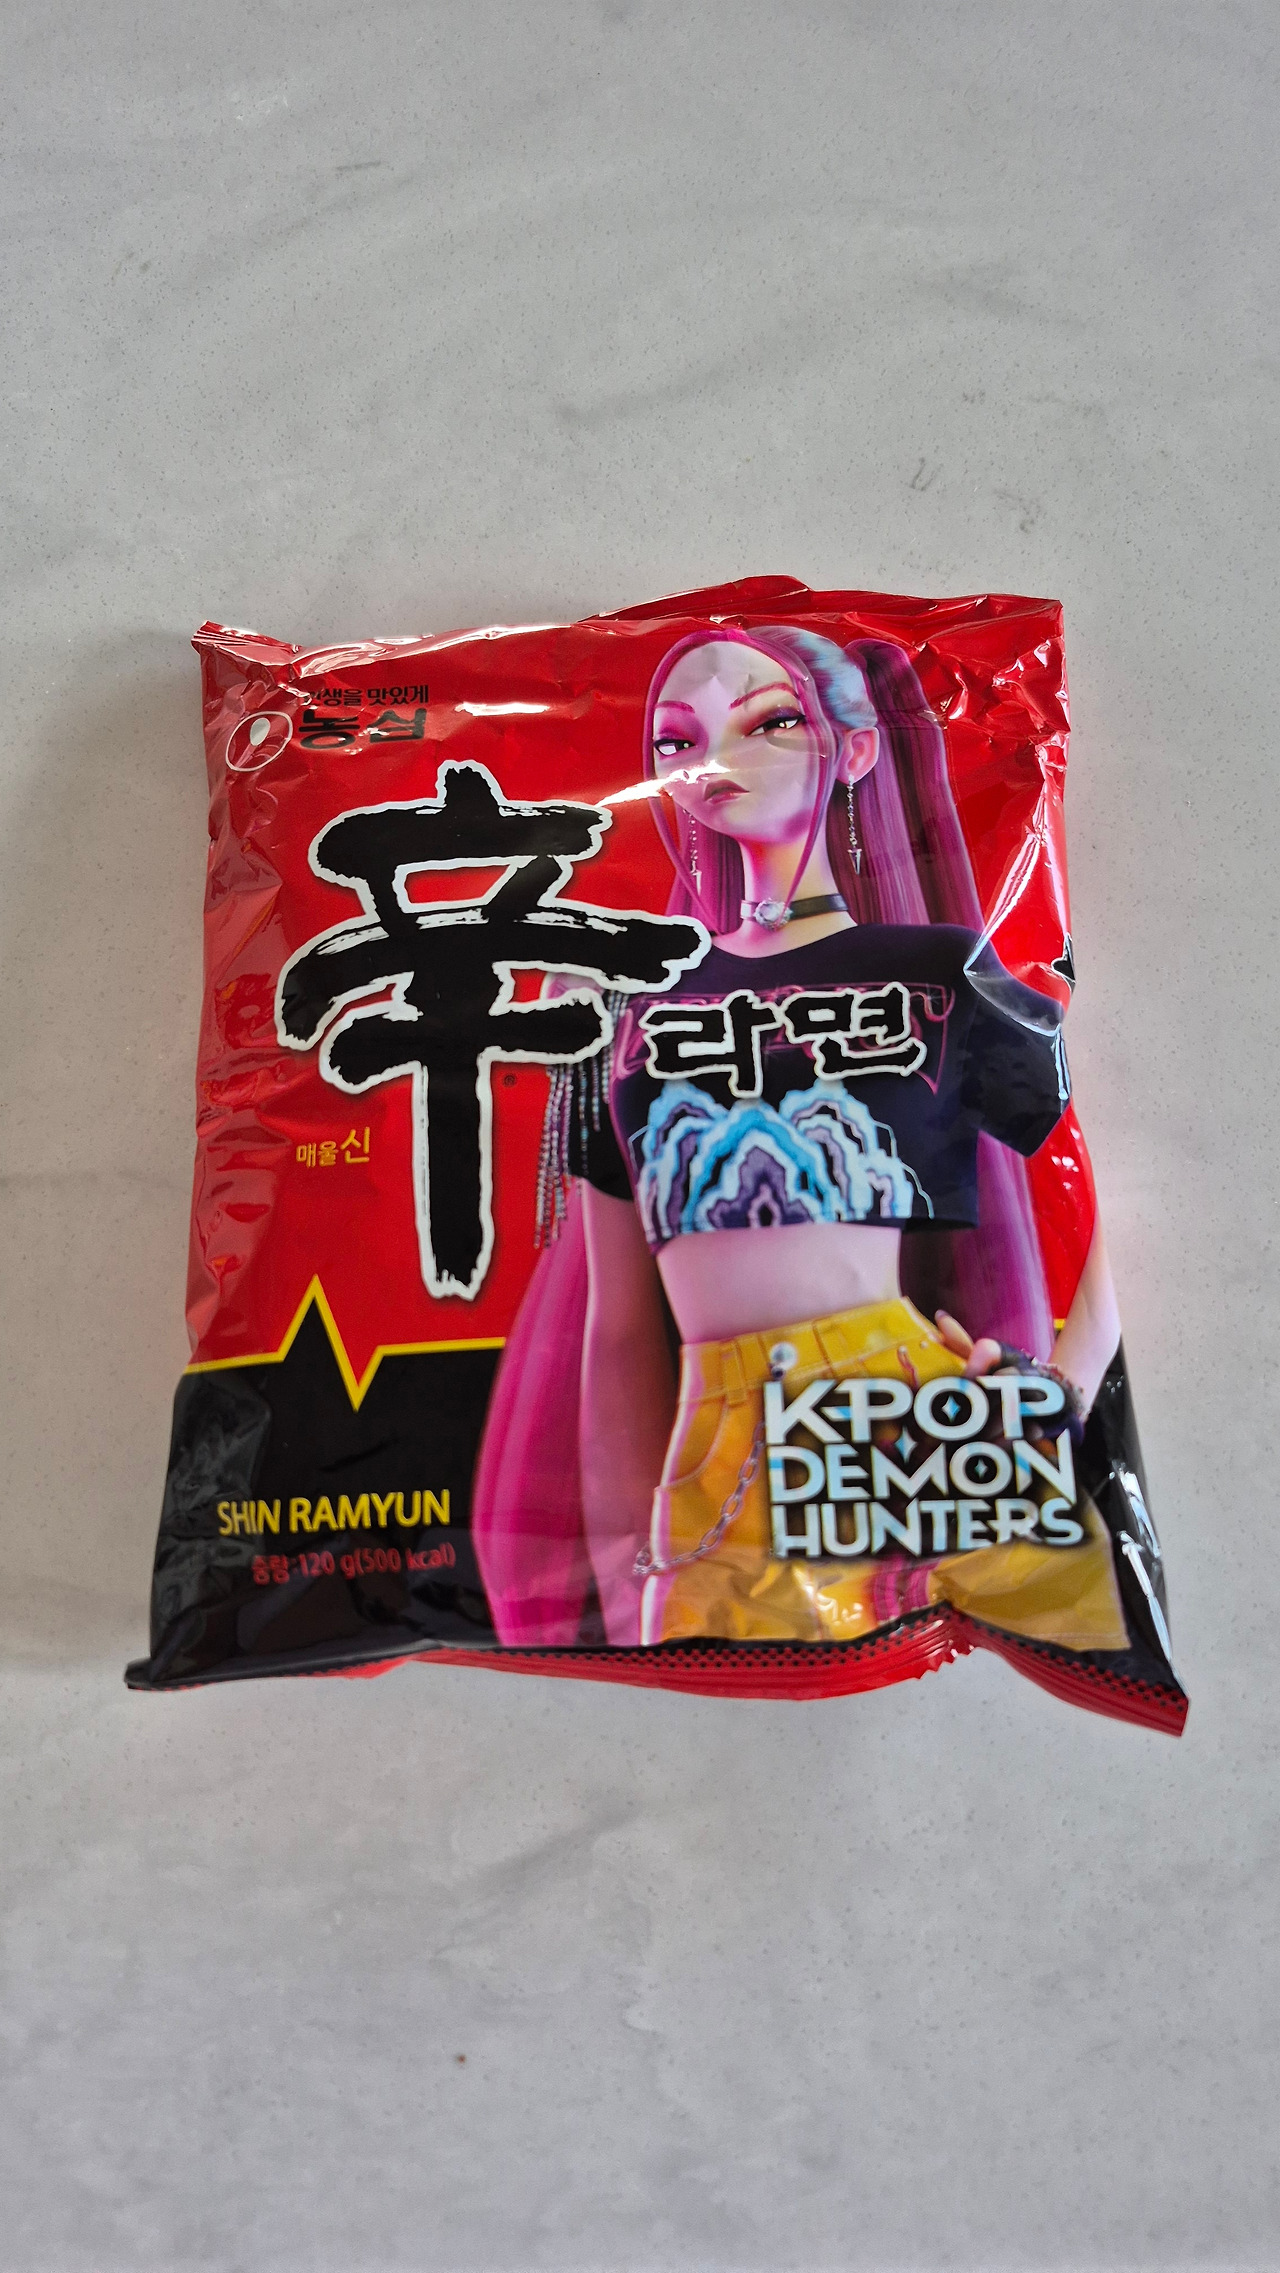 인생을 맛있게
농심
辛
라면
®
매울신
SHIN RAMYUN
중량 120 g(500 kcal)
K-POP
DEMON
HUNTERS